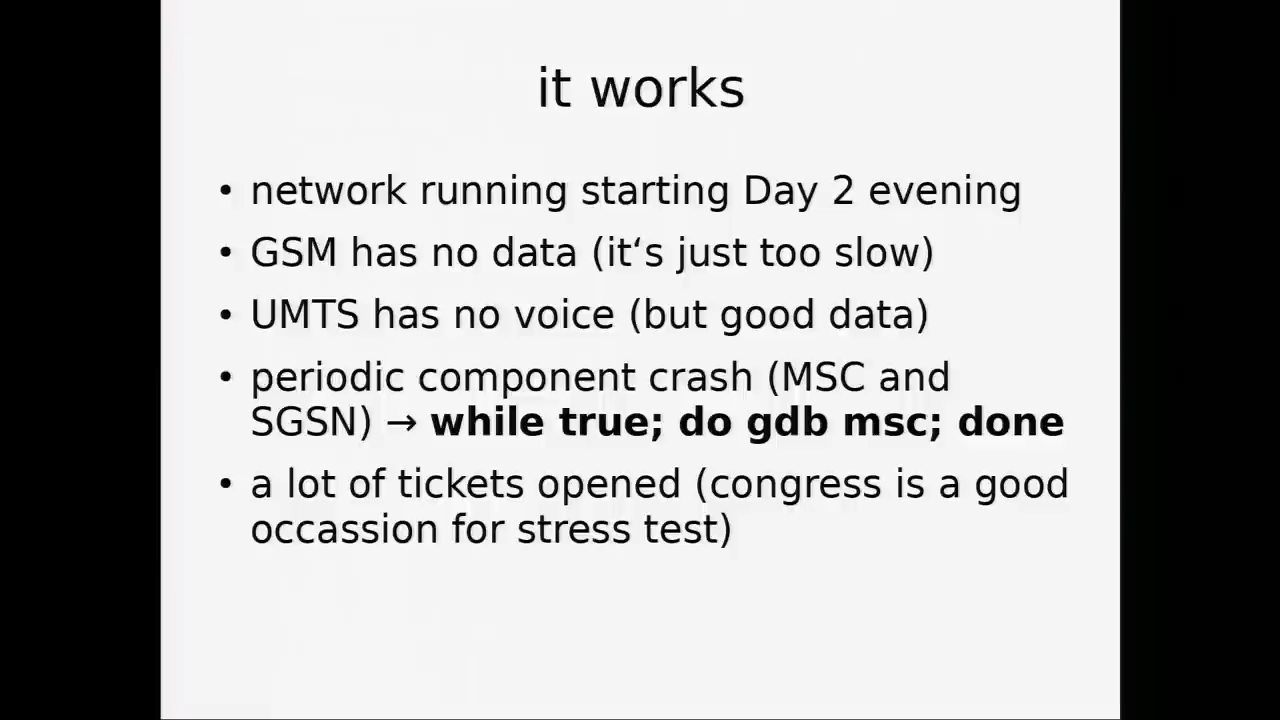 it works
• network running starting Day 2 evening
• GSM has no data (it‘s just too slow)
• UMTS has no voice (but good data)
• periodic component crash (MSC and
SGSN) → while true; do gdb msc; done
• a lot of tickets opened (congress is a good
occassion for stress test)